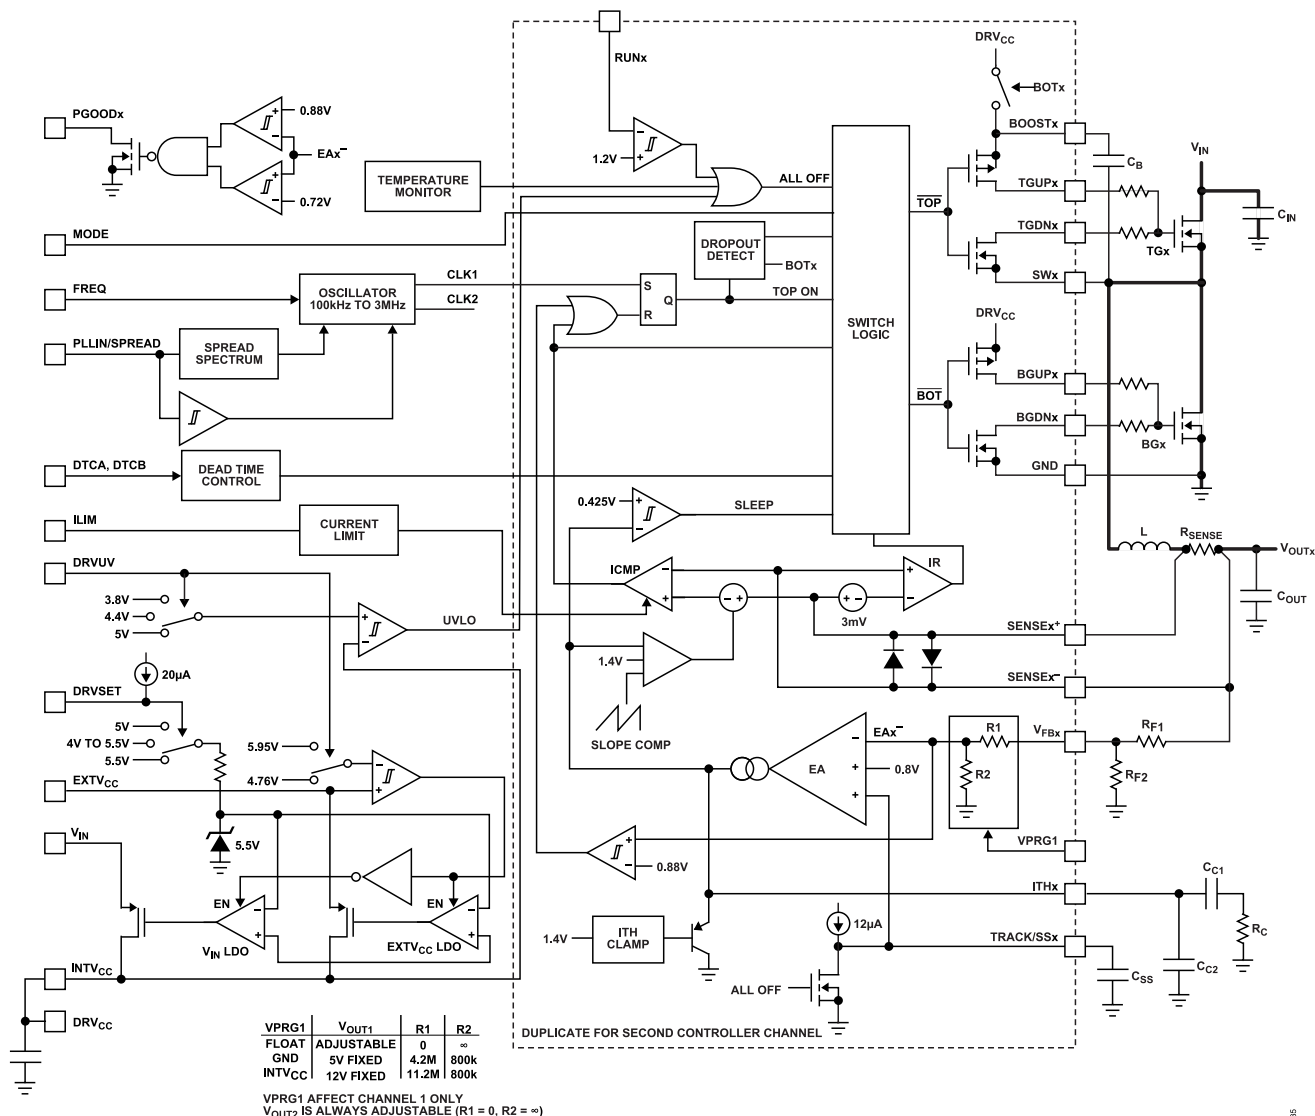 RUNx
DRVCC
BOTx
BOOSTx
PGOODx
0.88V
EAx⁻
0.72V
1.2V
TEMPERATURE
MONITOR
ALL OFF
CB
VIN
TGUPx
TOP
TGDNx
TGx
CIN
SWx
MODE
DROPOUT
DETECT
BOTx
FREQ
OSCILLATOR
100kHz TO 3MHz
CLK1
CLK2
S
Q
R
TOP ON
SWITCH
LOGIC
DRVCC
PLLIN/SPREAD
SPREAD
SPECTRUM
BGUPx
BOT
BGDNx
BGx
GND
DTCA, DTCB
DEAD TIME
CONTROL
0.425V
+
–
SLEEP
ILIM
CURRENT
LIMIT
L
RSENSE
VOUTx
COUT
DRVUV
3.8V
4.4V
5V
UVLO
ICMP
IR
3mV
SENSEx⁺
SENSEx⁻
1.4V
SLOPE COMP
20µA
DRVSET
5V
4V TO 5.5V
5.5V
5.95V
4.76V
EXTVCC
5.5V
VIN
EN
VIN LDO
EN
EXTVCC LDO
EA
EAx⁻
0.8V
R1
R2
VFBx
RF1
RF2
VPRG1
0.88V
ITHx
CC1
RC
CC2
1.4V
ITH
CLAMP
12µA
TRACK/SSx
CSS
ALL OFF
INTVCC
DRVCC
DUPLICATE FOR SECOND CONTROLLER CHANNEL
VPRG1 VOUT1 R1 R2
FLOAT ADJUSTABLE 0 ∞
GND 5V FIXED 4.2M 800k
INTVCC 12V FIXED 11.2M 800k
VPRG1 AFFECT CHANNEL 1 ONLY
VOUT2 IS ALWAYS ADJUSTABLE (R1 = 0, R2 = ∞)